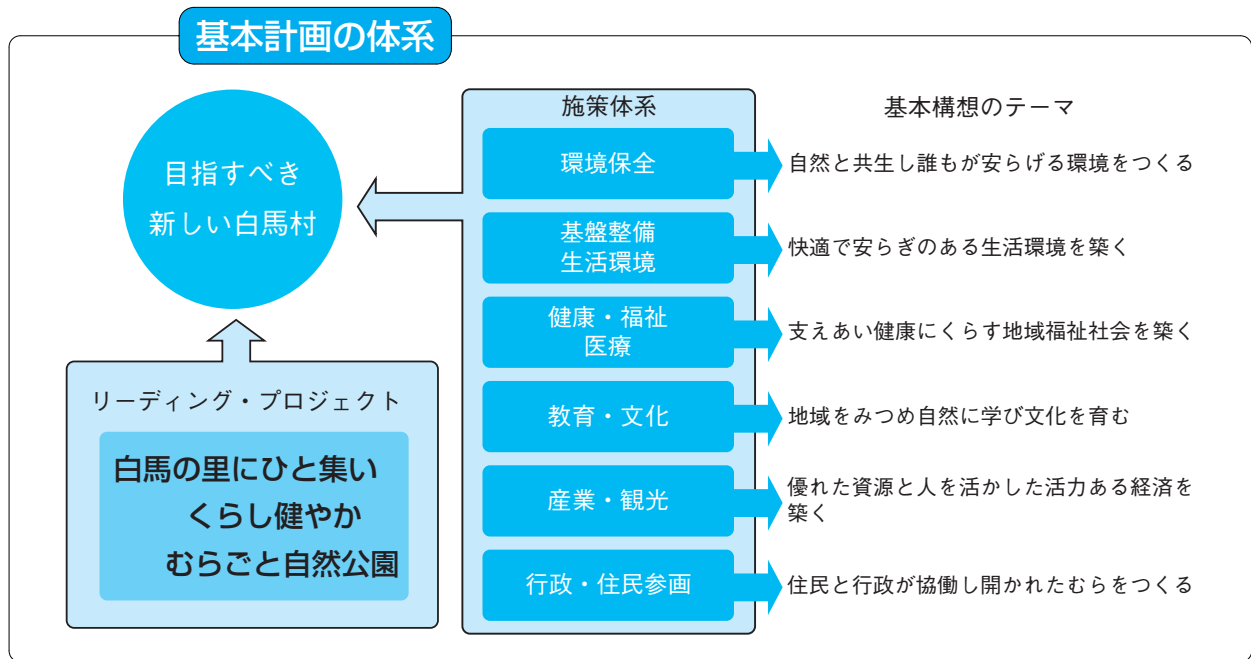 基本計画の体系
目指すべき
新しい白馬村
リーディング・プロジェクト
白馬の里にひと集い
くらし健やか
むらごと自然公園
施策体系
基本構想のテーマ
環境保全
自然と共生し誰もが安らげる環境をつくる
基盤整備
生活環境
快適で安らぎのある生活環境を築く
健康・福祉
医療
支えあい健康にくらす地域福祉社会を築く
教育・文化
地域をみつめ自然に学び文化を育む
産業・観光
優れた資源と人を活かした活力ある経済を
築く
行政・住民参画
住民と行政が協働し開かれたむらをつくる